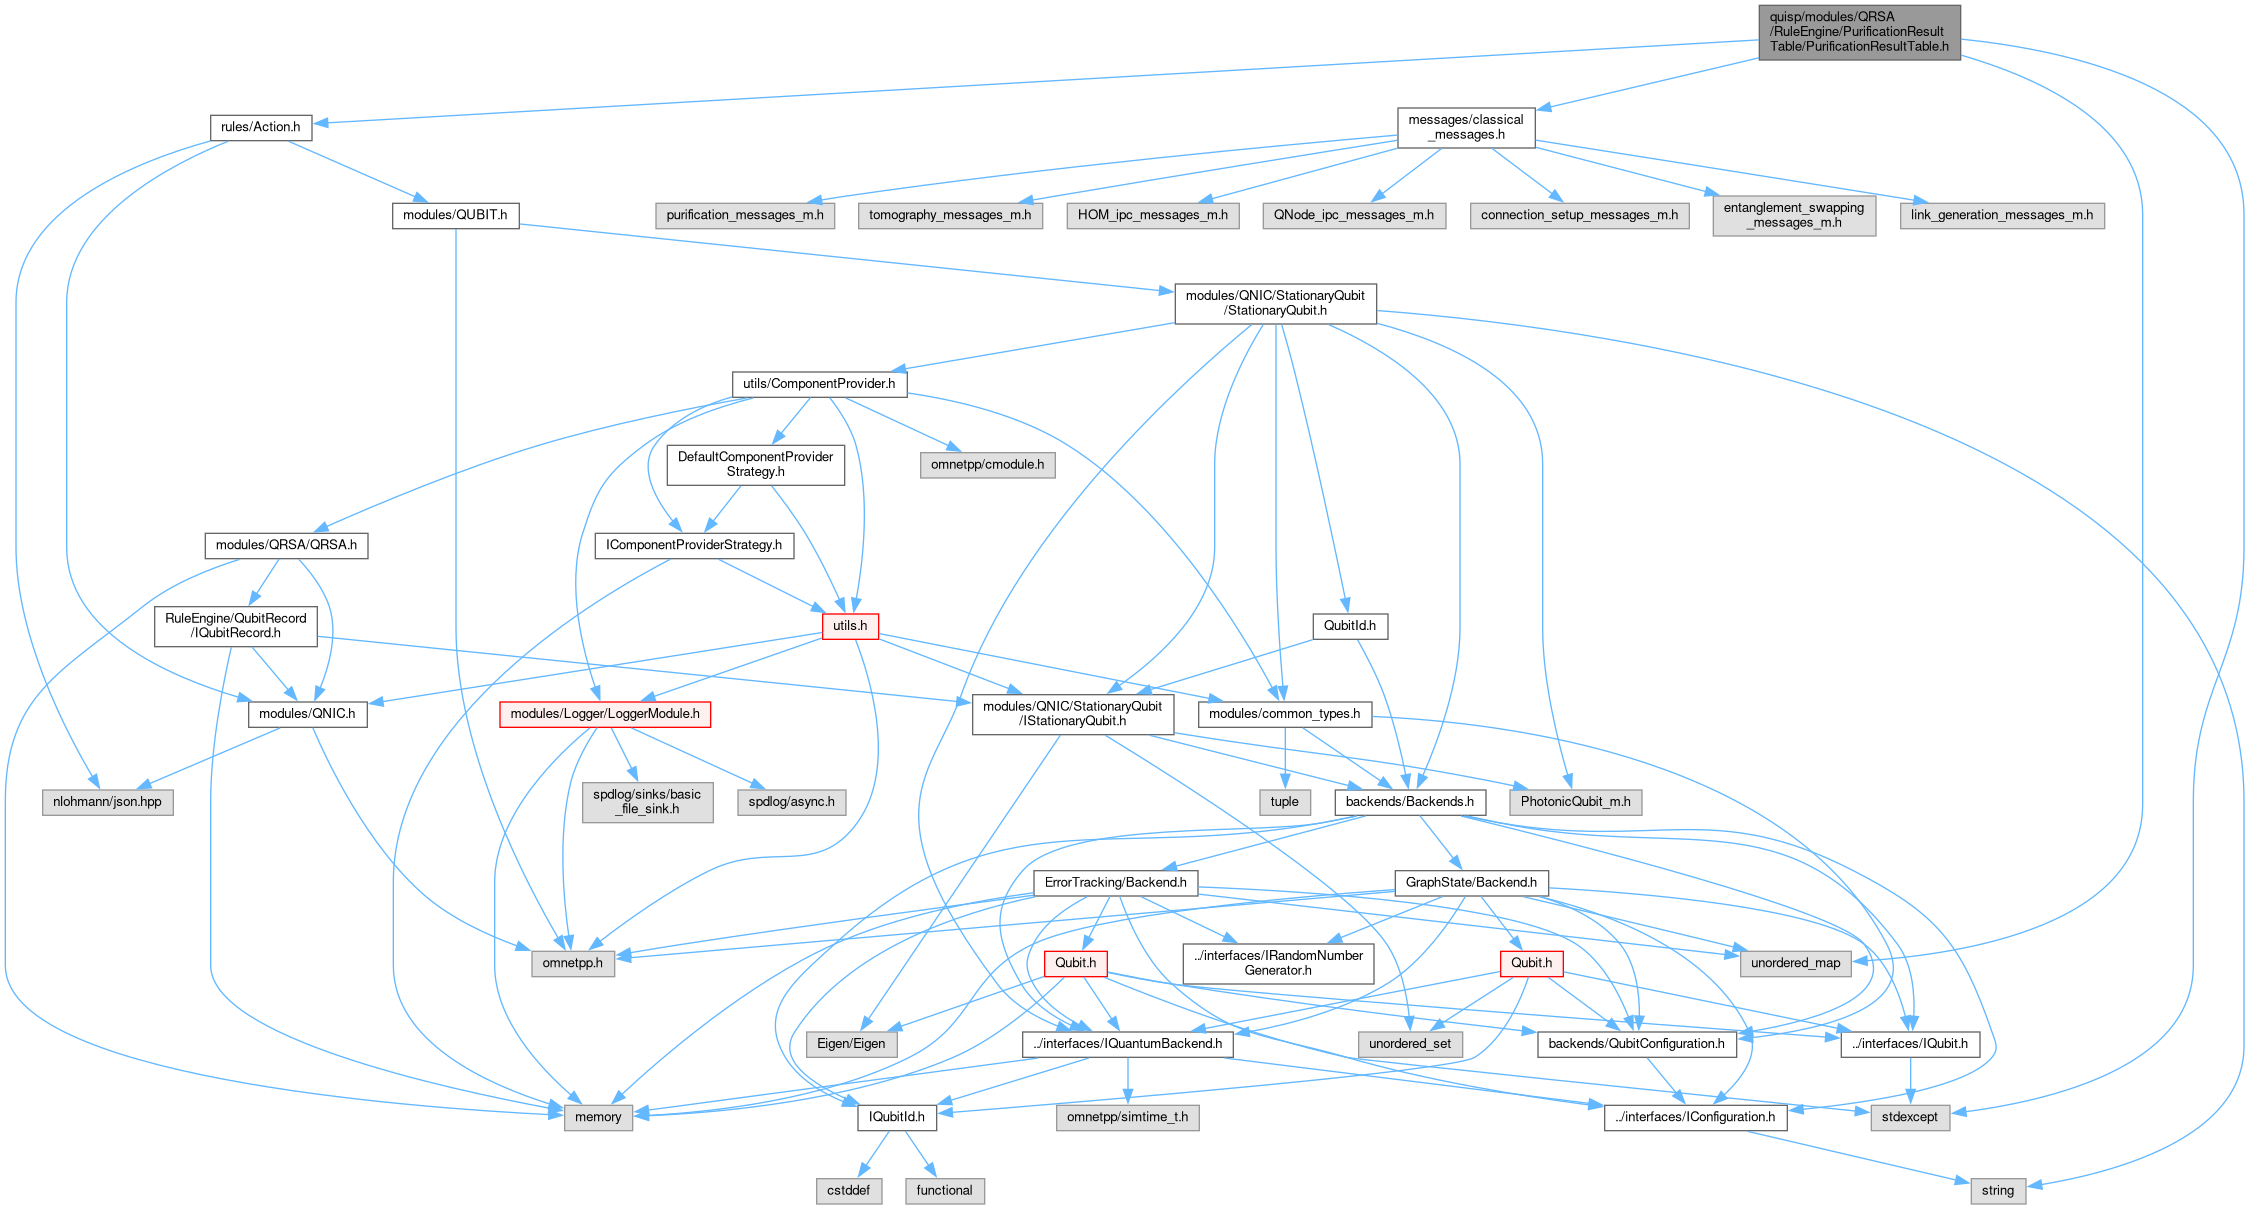 quisp/modules/QRSA
/RuleEngine/PurificationResult
Table/PurificationResultTable.h
rules/Action.h
messages/classical
_messages.h
modules/QUBIT.h
purification_messages_m.h
tomography_messages_m.h
HOM_ipc_messages_m.h
QNode_ipc_messages_m.h
connection_setup_messages_m.h
entanglement_swapping
_messages_m.h
link_generation_messages_m.h
modules/QNIC/StationaryQubit
/StationaryQubit.h
utils/ComponentProvider.h
DefaultComponentProvider
Strategy.h
omnetpp/cmodule.h
modules/QRSA/QRSA.h
IComponentProviderStrategy.h
RuleEngine/QubitRecord
/IQubitRecord.h
utils.h
QubitId.h
modules/QNIC.h
modules/Logger/LoggerModule.h
modules/QNIC/StationaryQubit
/IStationaryQubit.h
modules/common_types.h
nlohmann/json.hpp
spdlog/sinks/basic
_file_sink.h
spdlog/async.h
tuple
backends/Backends.h
PhotonicQubit_m.h
ErrorTracking/Backend.h
GraphState/Backend.h
omnetpp.h
Qubit.h
../interfaces/IRandomNumber
Generator.h
Qubit.h
unordered_map
Eigen/Eigen
../interfaces/IQuantumBackend.h
unordered_set
backends/QubitConfiguration.h
../interfaces/IQubit.h
memory
IQubitId.h
omnetpp/simtime_t.h
../interfaces/IConfiguration.h
stdexcept
cstddef
functional
string